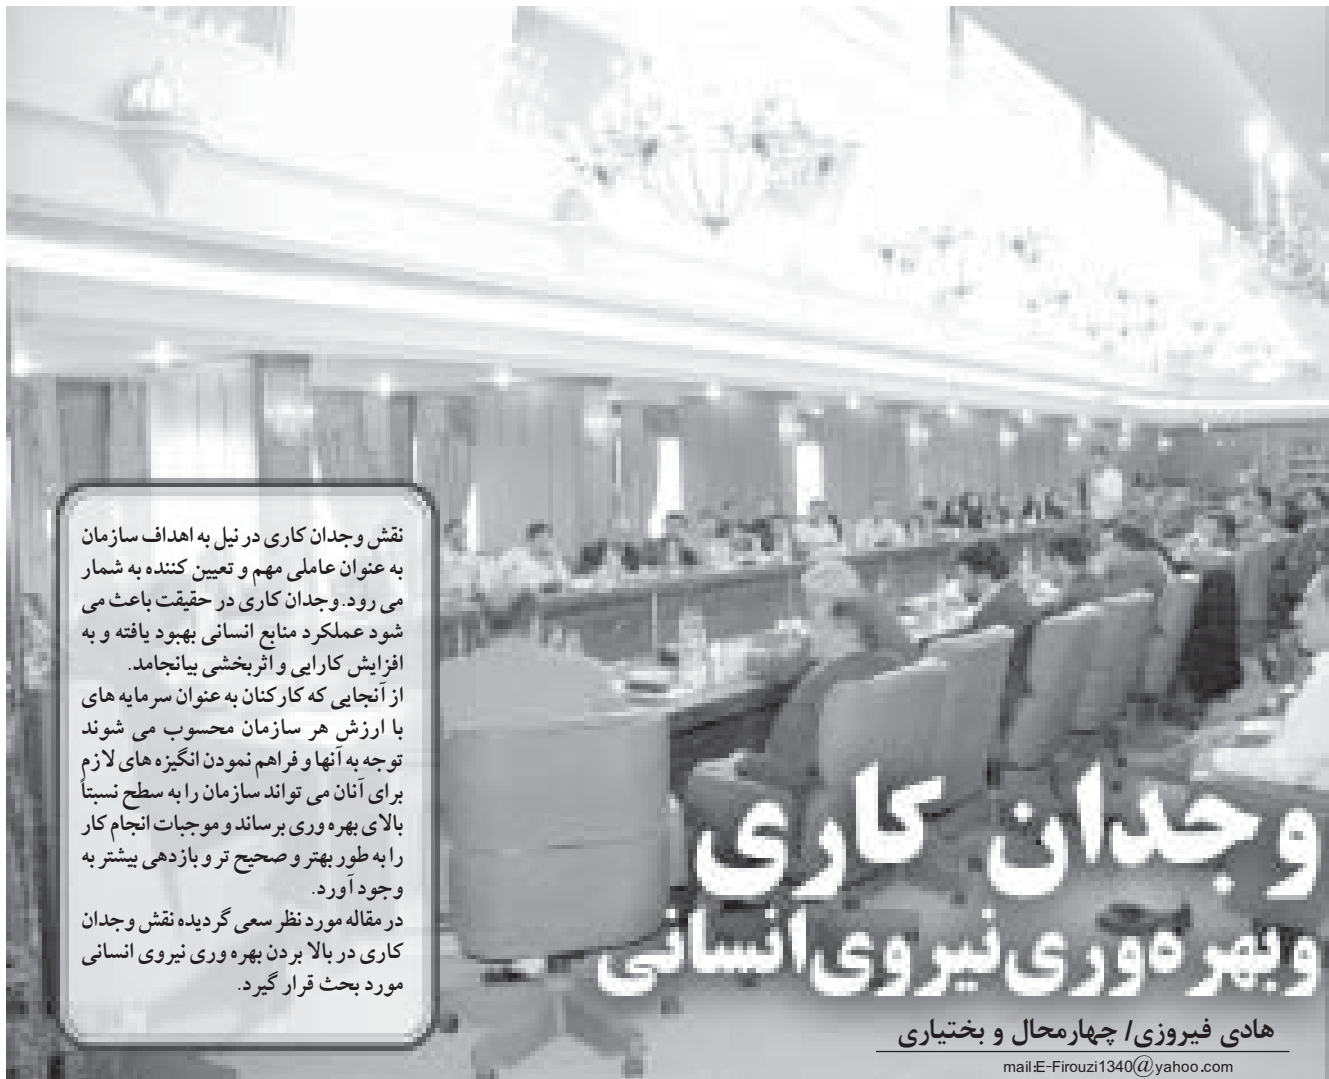 وجدان کاری
و بهره وری نیروی انسانی
هادی فیروزی/ چهارمحال و بختیاری
mail:E-Firouzi1340@yahoo.com
نقش وجدان کاری در نیل به اهداف سازمان
به عنوان عاملی مهم و تعیین کننده به شمار
می رود. وجدان کاری در حقیقت باعث می
شود عملکرد منابع انسانی بهبود یافته و به
افزایش کارایی و اثربخشی بیانجامد.
از آنجایی که کارکنان به عنوان سرمایه های
با ارزش هر سازمان محسوب می شوند
توجه به آنها و فراهم نمودن انگیزه های لازم
برای آنان می تواند سازمان را به سطح نسبتاً
بالای بهره وری برساند و موجبات انجام کار
را به طور بهتر و صحیح تر و بازدهی بیشتر به
وجود آورد.
در مقاله مورد نظر سعی گردیده نقش وجدان
کاری در بالا بردن بهره وری نیروی انسانی
مورد بحث قرار گیرد.